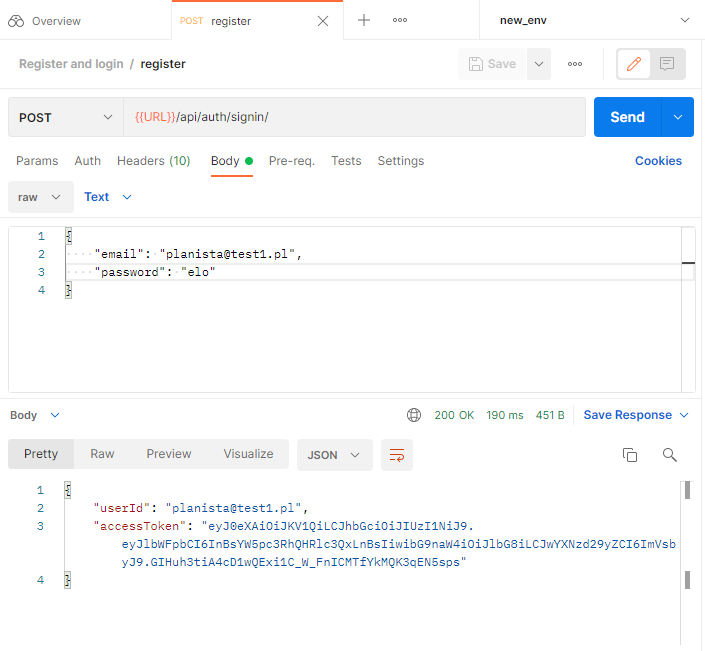 Overview
POST register
new_env
Register and login / register
Save
POST
{{URL}}/api/auth/signin/
Send
Params Auth Headers (10) Body Pre-req. Tests Settings Cookies
raw Text
1 {
2 "email": "planista@test1.pl",
3 "password": "elo"
4 }
Body 200 OK 190 ms 451 B Save Response
Pretty Raw Preview Visualize JSON
1 {
2 "userId": "planista@test1.pl",
3 "accessToken": "eyJ0eXAiOiJKV1QiLCJhbGciOiJIUzI1NiJ9.
eyJlbWFpbCI6InBsYW5pc3RhQHRlc3QxLnBsIiwibG9naW4iOiJlbG8iLCJwYXNzd29yZCI6ImVsb
yJ9.GIHuh3tiA4cD1wQExi1C_W_FnICMTfYkMQK3qEN5sps"
4 }